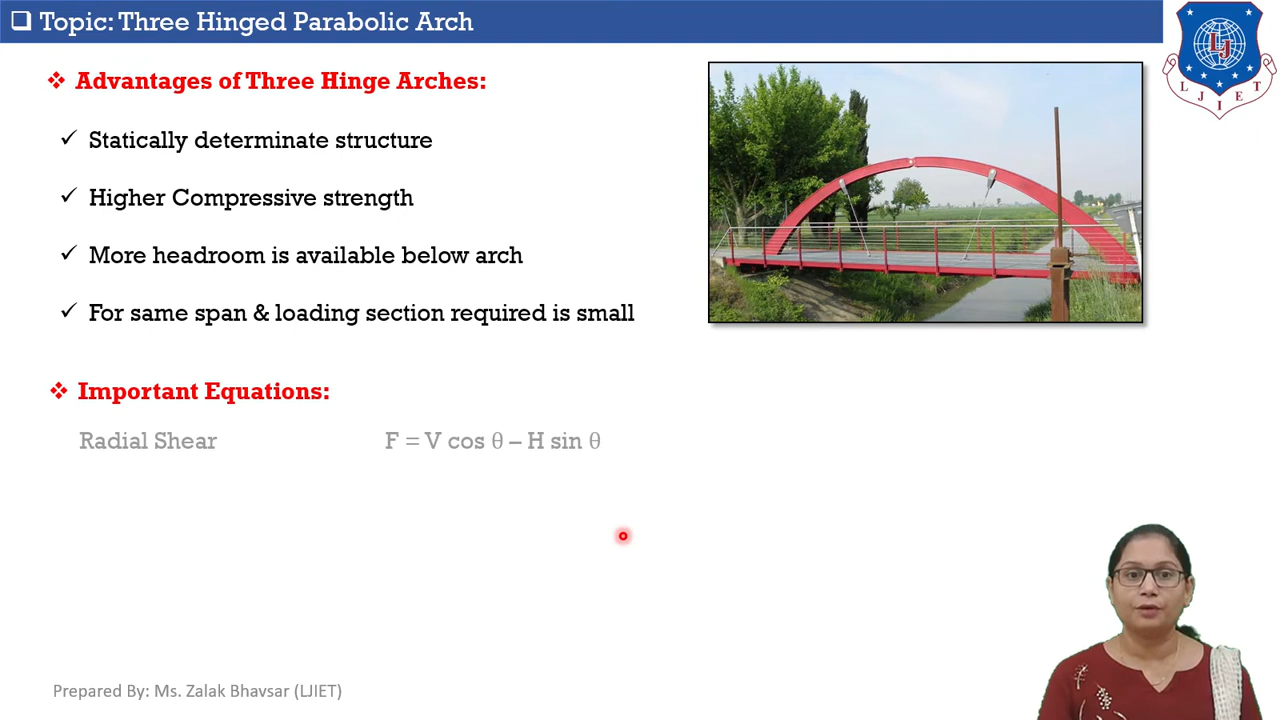 Topic: Three Hinged Parabolic Arch
Advantages of Three Hinge Arches:
Statically determinate structure
Higher Compressive strength
More headroom is available below arch
For same span & loading section required is small
Important Equations:
Radial Shear F = V cos θ – H sin θ
Prepared By: Ms. Zalak Bhavsar (LJIET)
LJ
L J I E T